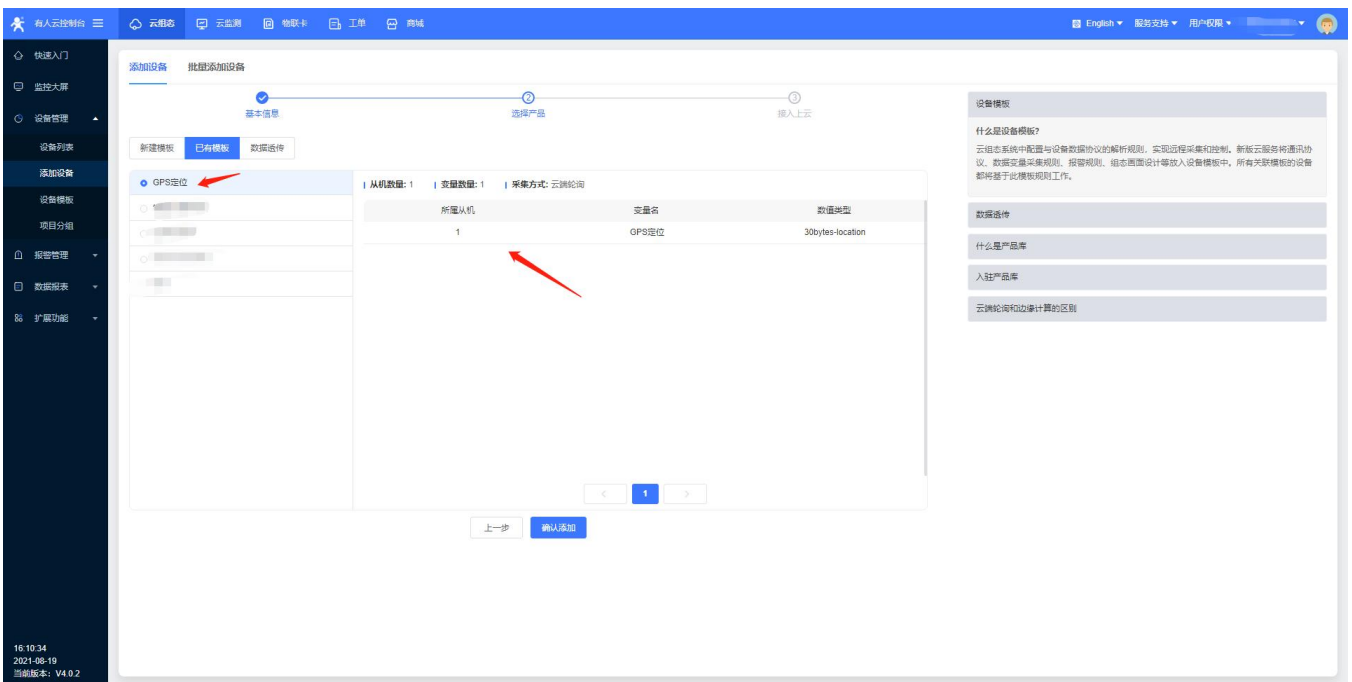 有人云控制台
云组态
云监测
物联卡
工单
商城
English
服务支持
用户权限
快速入门
监控大屏
设备管理
设备列表
添加设备
设备模板
项目分组
报警管理
数据报表
扩展功能
16:10:34
2021-08-19
当前版本：V4.0.2
添加设备 批量添加设备
2
3
基本信息
选择产品
接入上云
新建模板 已有模板 数据透传
GPS定位
从机数量: 1 变量数量: 1 采集方式: 云端轮询
所属从机 变量名 数值类型
1 GPS定位 30bytes-location
< 1 >
上一步 确认添加
设备模板
什么是设备模板?
云组态系统中配置与设备数据协议的解析规则，实现远程采集和控制。新版云服务将通讯协
议、数据变量采集规则、报警规则、组态画面设计等放入设备模板中。所有关联模板的设备
都将基于此模板规则工作。
数据透传
什么是产品库
入驻产品库
云端轮询和边缘计算的区别